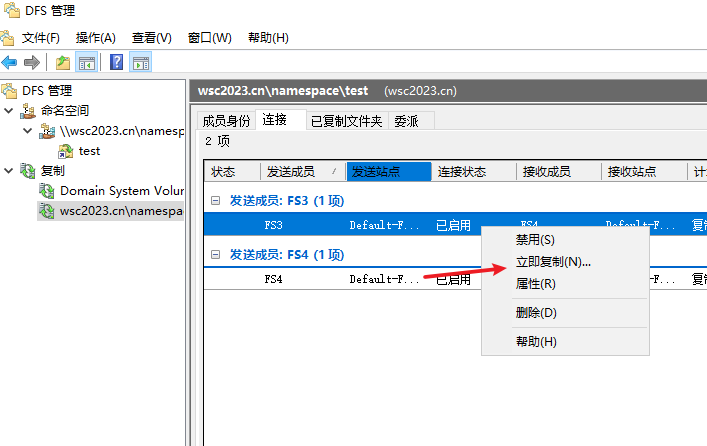 DFS 管理
文件(F) 操作(A) 查看(V) 窗口(W) 帮助(H)
DFS 管理
命名空间
\\wsc2023.cn\namesp
test
复制
Domain System Volu
wsc2023.cn\namespa
wsc2023.cn\namespace\test (wsc2023.cn)
成员身份 连接 已复制文件夹 委派
2 项
状态 发送成员 发送站点 连接状态 接收成员 接收站点 计
发送成员: FS3 (1 项)
FS3 Default-F... 已启用 FS4 Default-F... 复制
发送成员: FS4 (1 项)
FS4 Default-F... 已启用 F... 复制
禁用(S)
立即复制(N)...
属性(R)
删除(D)
帮助(H)